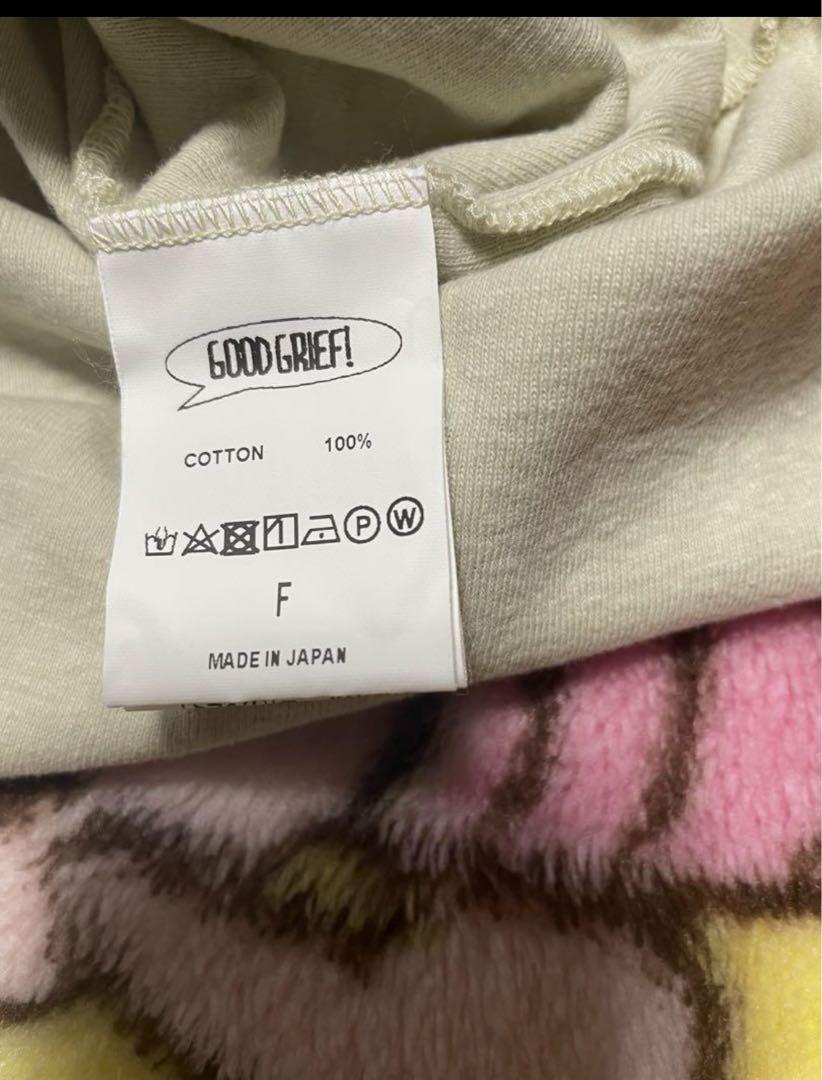 GOOD GRIEF!
COTTON 100%
P W
F
MADE IN JAPAN